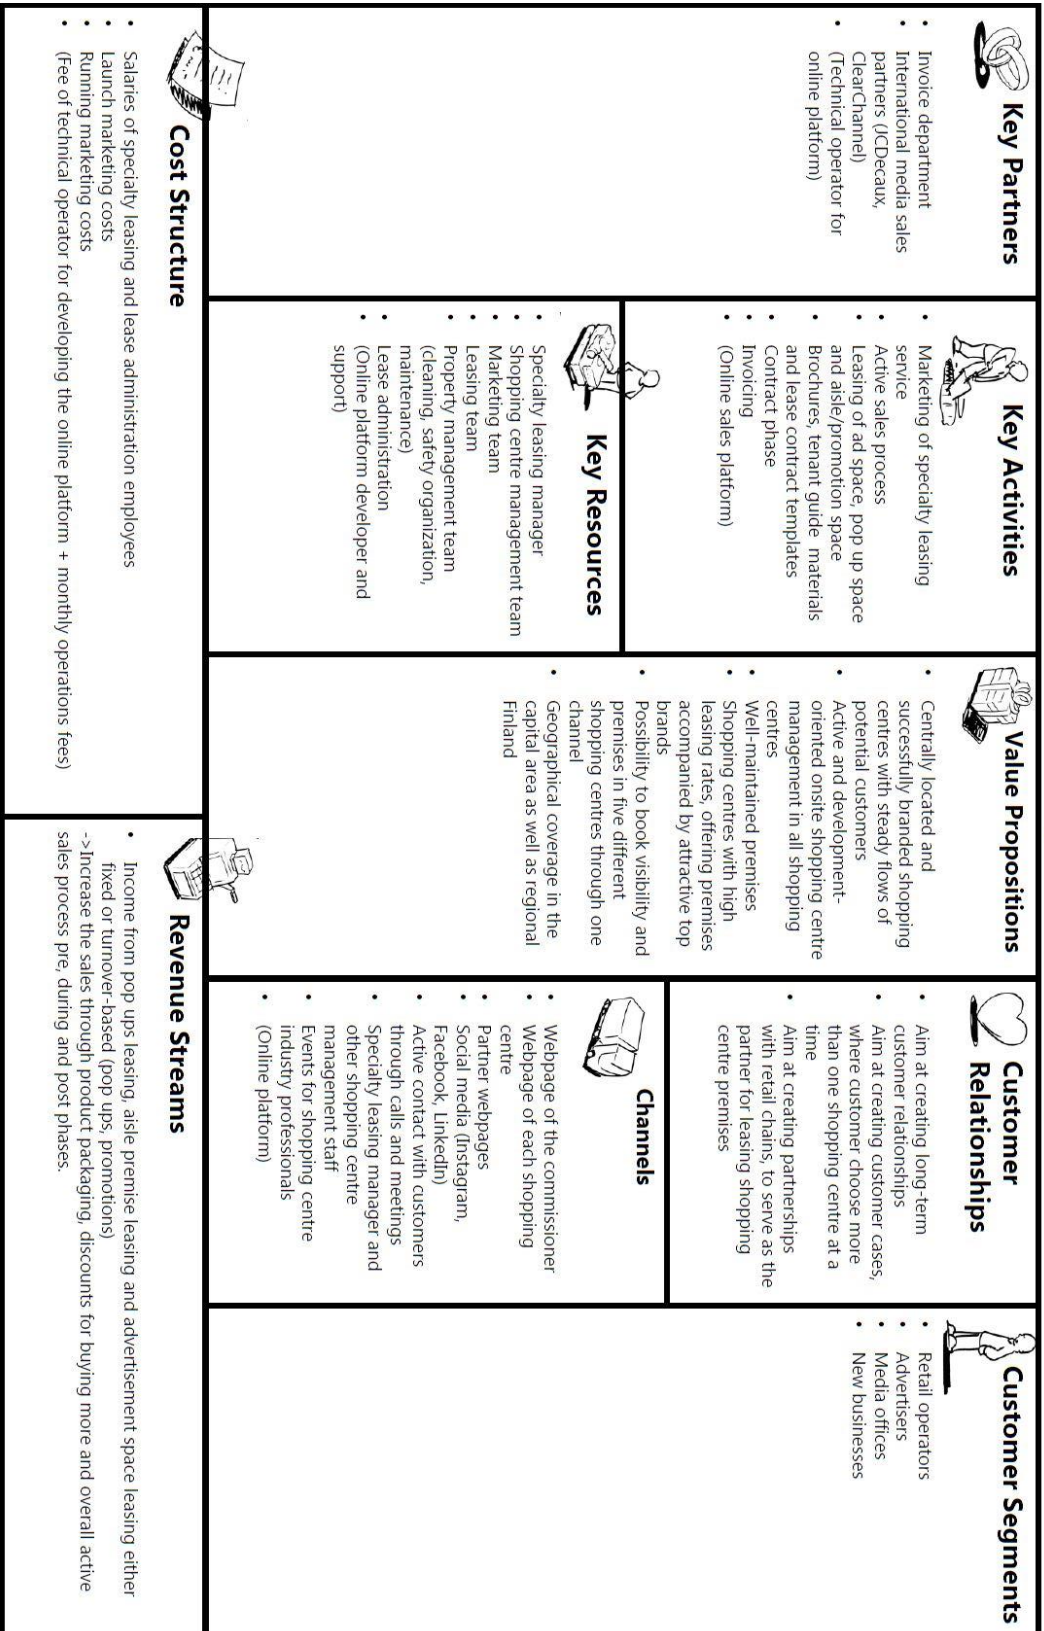 Key Partners
• Invoice department
• International media sales
partners (JCDecaux,
ClearChannel)
• (Technical operator for
online platform)
Key Activities
• Marketing of specialty leasing
service
• Active sales process
• Leasing of ad space, pop up space
and aisle/promotion space
• Brochures, tenant guide materials
and lease contract templates
• Contract phase
• Invoicing
• (Online sales platform)
Key Resources
• Specialty leasing manager
• Shopping centre management team
• Marketing team
• Leasing team
• Property management team
(cleaning, safety organization,
maintenance)
• Lease administration
• (Online platform developer and
support)
Value Propositions
• Centrally located and
successfully branded shopping
centres with steady flows of
potential customers
• Active and development-
oriented onsite shopping centre
management in all shopping
centres
• Well-maintained premises
• Shopping centres with high
leasing rates, offering premises
accompanied by attractive top
brands
• Possibility to book visibility and
premises in five different
shopping centres through one
channel
• Geographical coverage in the
capital area as well as regional
Finland
Customer
Relationships
• Aim at creating long-term
customer relationships
• Aim at creating customer cases,
where customer choose more
than one shopping centre at a
time
• Aim at creating partnerships
with retail chains, to serve as the
partner for leasing shopping
centre premises
Channels
• Webpage of the commissioner
• Webpage of each shopping
centre
• Partner webpages
• Social media (Instagram,
Facebook, LinkedIn)
• Active contact with customers
through calls and meetings
• Specialty leasing manager and
other shopping centre
management staff
• Events for shopping centre
industry professionals
• (Online platform)
Customer Segments
• Retail operators
• Advertisers
• Media offices
• New businesses
Cost Structure
• Salaries of specialty leasing and lease administration employees
• Launch marketing costs
• Running marketing costs
• (Fee of technical operator for developing the online platform + monthly operations fees)
Revenue Streams
• Income from pop ups leasing, aisle premise leasing and advertisement space leasing either
fixed or turnover-based (pop ups, promotions)
->Increase the sales through product packaging, discounts for buying more and overall active
sales process pre, during and post phases.